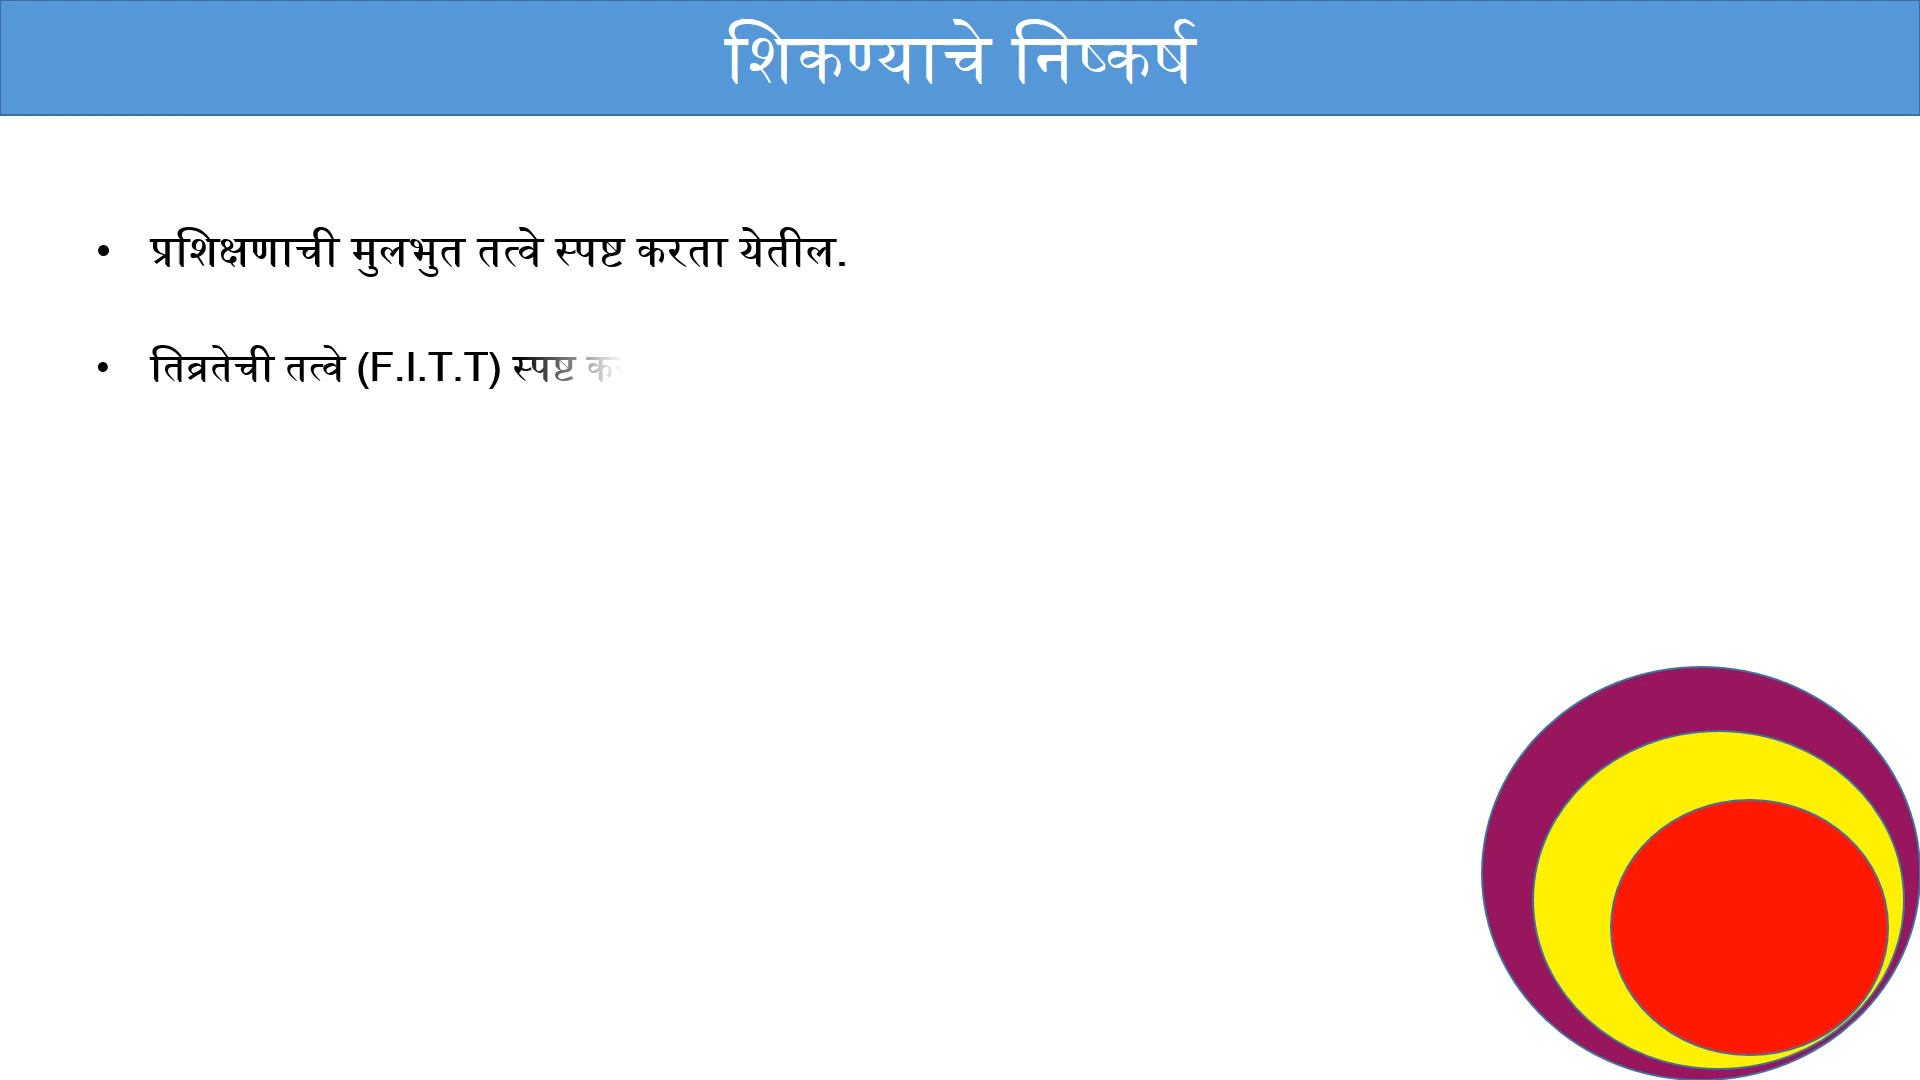 शिकण्याचे निष्कर्ष
• प्रशिक्षणाची मुलभुत तत्वे स्पष्ट करता येतील.
• तिव्रतेची तत्वे (F.I.T.T) स्पष्ट